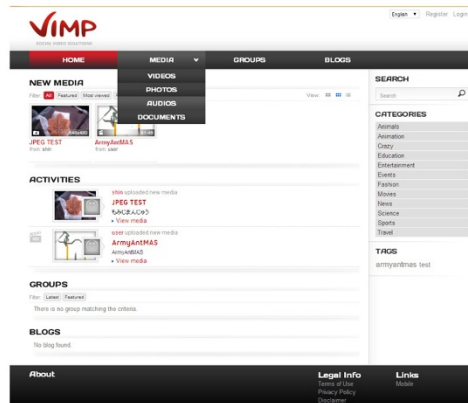 VIMP
SOCIAL VIDEO SOLUTIONS
English Register Login
HOME MEDIA GROUPS BLOGS
VIDEOS
PHOTOS
AUDIOS
DOCUMENTS
NEW MEDIA
Filter: All Featured Most viewed
View:
JPEG TEST
from: shin
ArmyAntMAS
from: user
ACTIVITIES
shin uploaded new media
JPEG TEST
View media
user uploaded new media
ArmyAntMAS
ArmyAntMAS
View media
GROUPS
Filter: Latest Featured
There is no group matching the criteria.
BLOGS
No blog found.
SEARCH
Search
CATEGORIES
Animals
Animation
Crazy
Education
Entertainment
Events
Fashion
Movies
News
Science
Sports
Travel
TAGS
armyantmas test
About
Legal Info
Terms of Use
Privacy Policy
Disclaimer
Links
Mobile